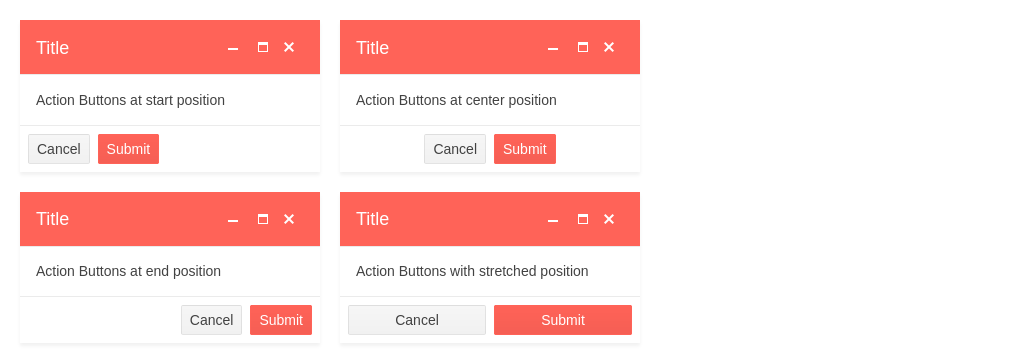 Title
Action Buttons at start position
Cancel Submit
Title
Action Buttons at center position
Cancel Submit
Title
Action Buttons at end position
Cancel Submit
Title
Action Buttons with stretched position
Cancel Submit